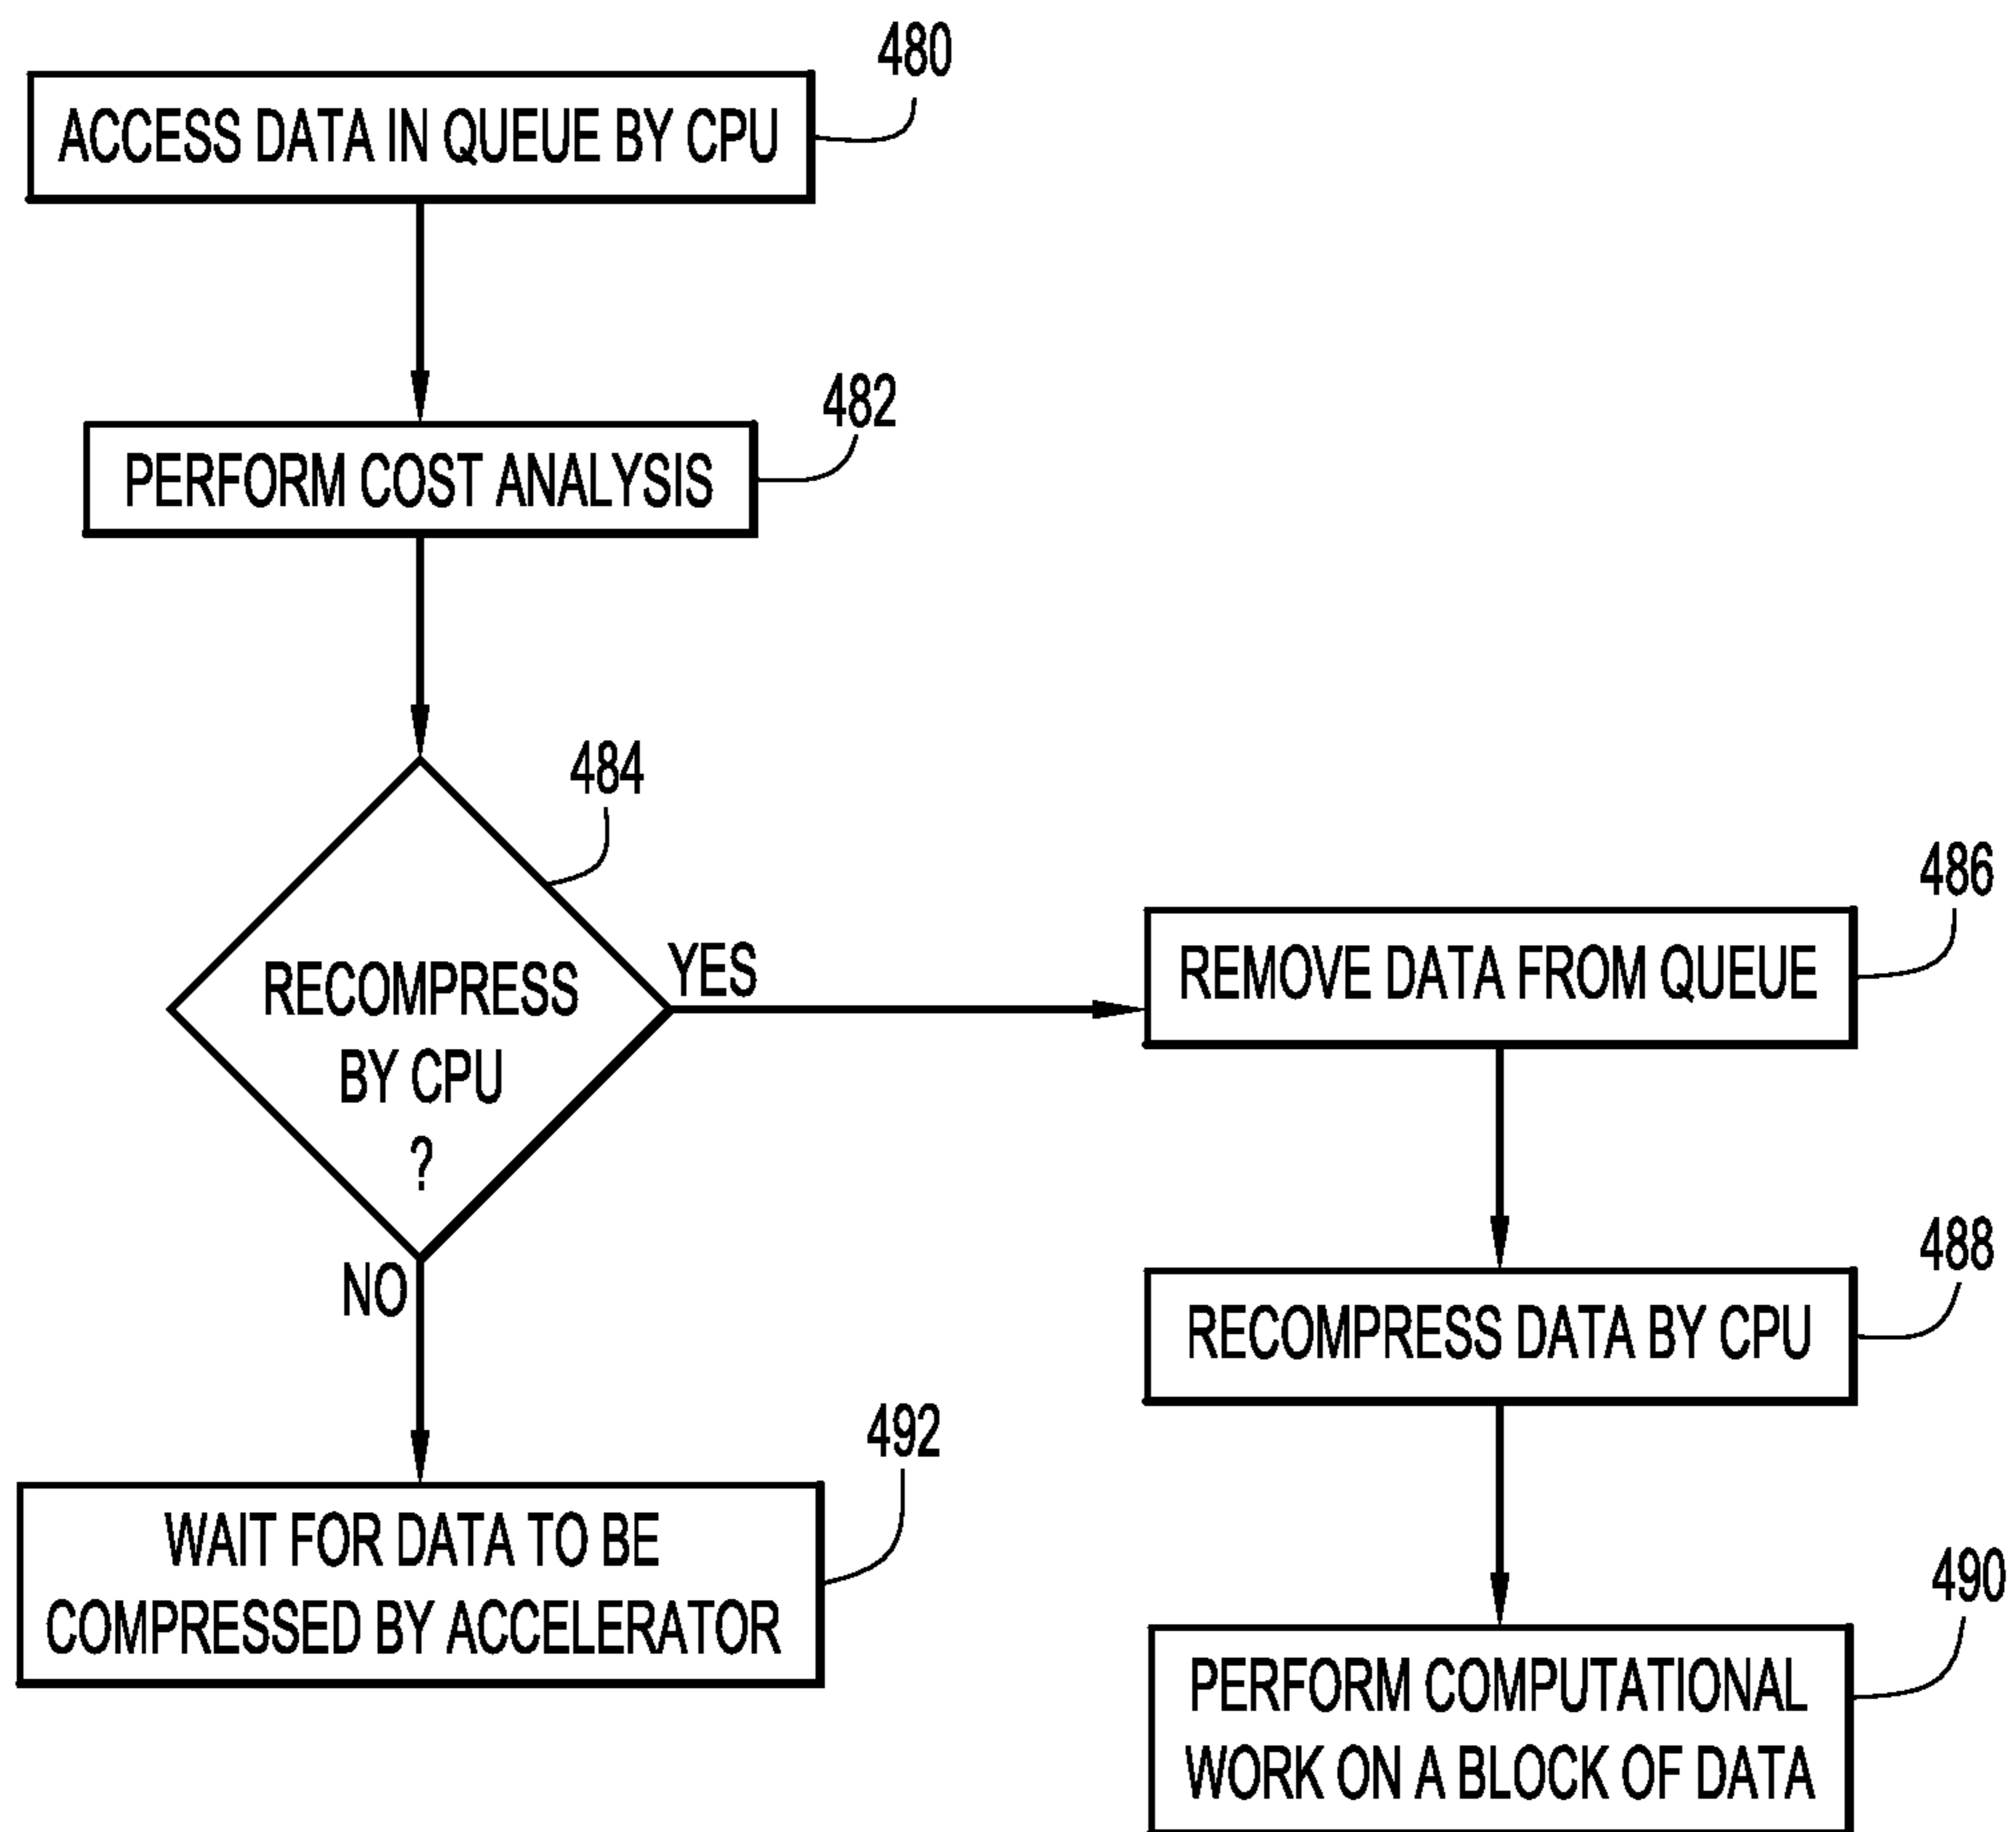 480
ACCESS DATA IN QUEUE BY CPU
482
PERFORM COST ANALYSIS
484
RECOMPRESS
BY CPU
?
YES
NO
486
REMOVE DATA FROM QUEUE
488
RECOMPRESS DATA BY CPU
490
PERFORM COMPUTATIONAL
WORK ON A BLOCK OF DATA
492
WAIT FOR DATA TO BE
COMPRESSED BY ACCELERATOR